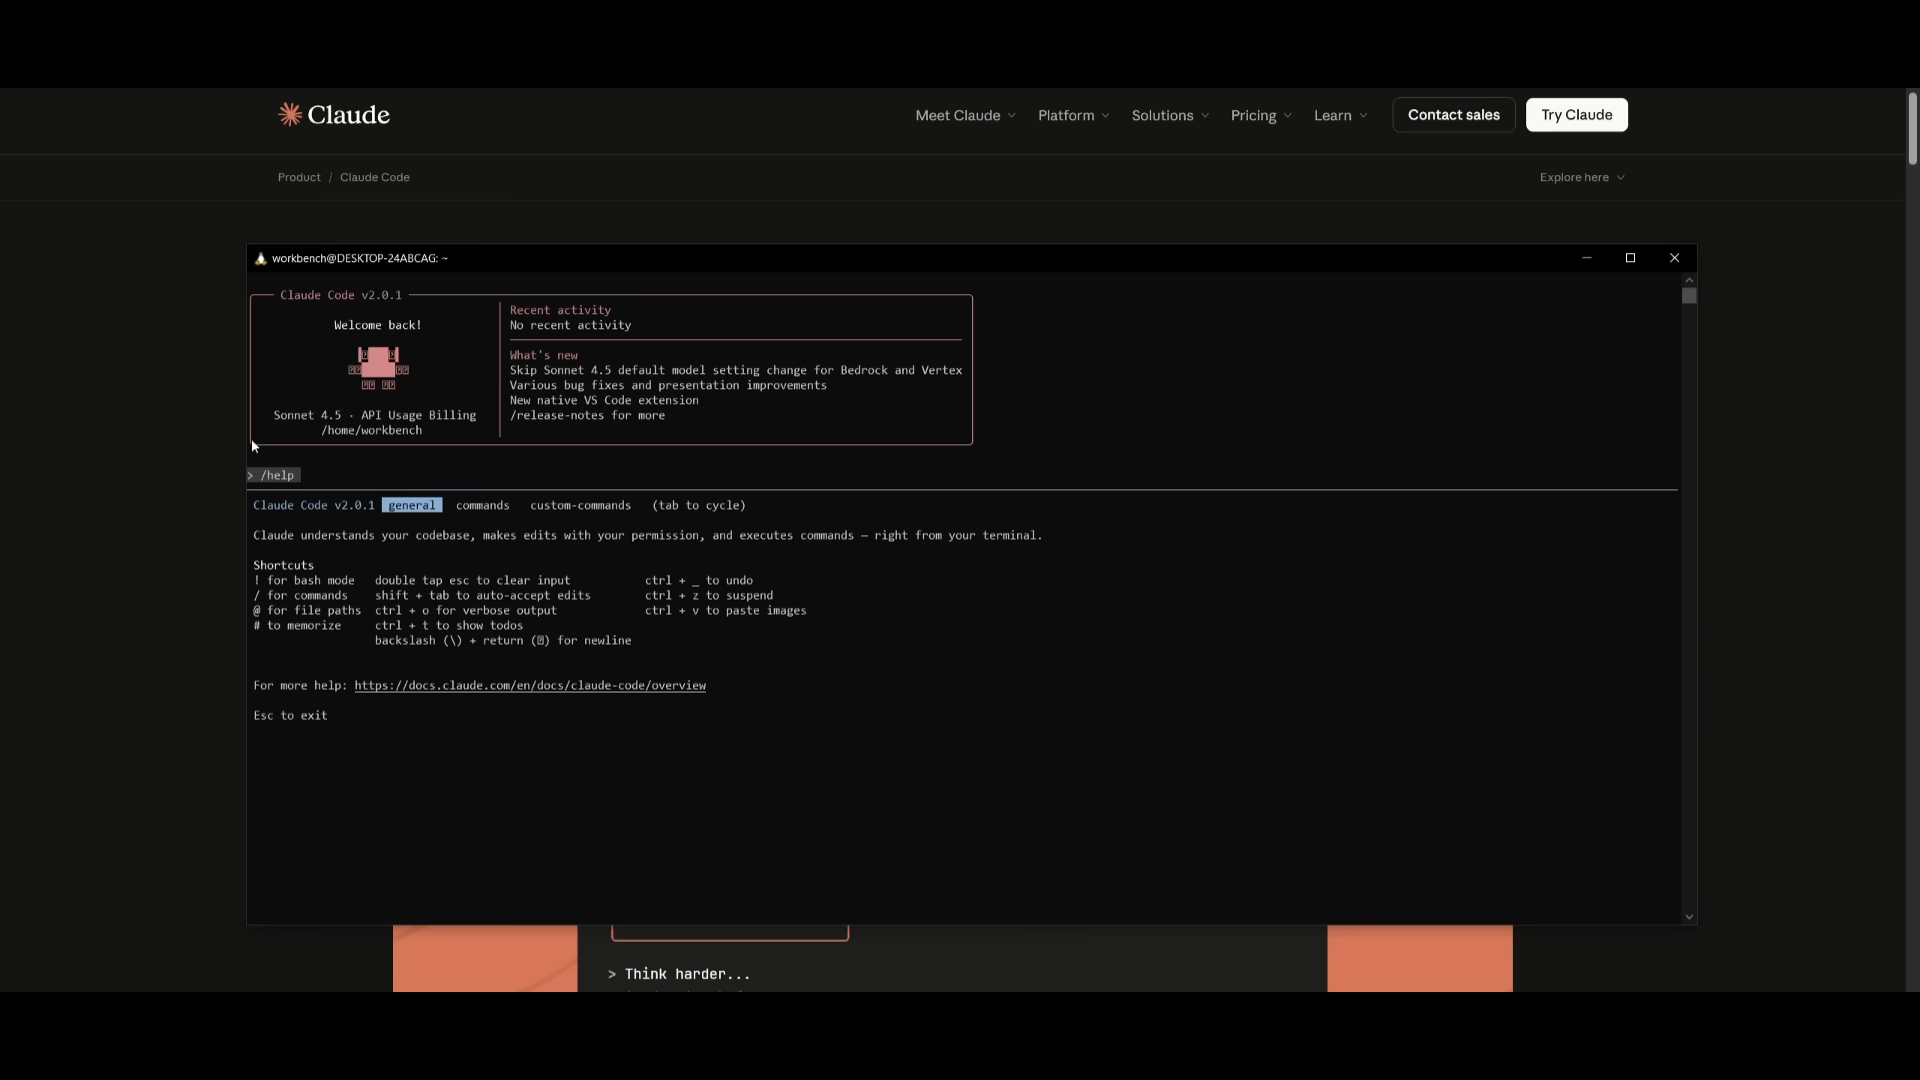 Claude
Meet Claude
Platform
Solutions
Pricing
Learn
Contact sales
Try Claude
Product / Claude Code
Explore here
workbench@DESKTOP-24ABCAG: ~
Claude Code v2.0.1
Welcome back!
Sonnet 4.5 · API Usage Billing
/home/workbench
Recent activity
No recent activity
What's new
Skip Sonnet 4.5 default model setting change for Bedrock and Vertex
Various bug fixes and presentation improvements
New native VS Code extension
/release-notes for more
> /help
Claude Code v2.0.1 general commands custom-commands (tab to cycle)
Claude understands your codebase, makes edits with your permission, and executes commands — right from your terminal.
Shortcuts
! for bash mode double tap esc to clear input ctrl + _ to undo
/ for commands shift + tab to auto-accept edits ctrl + z to suspend
@ for file paths ctrl + o for verbose output ctrl + v to paste images
# to memorize ctrl + t to show todos
backslash (\) + return (⍰) for newline
For more help: https://docs.claude.com/en/docs/claude-code/overview
Esc to exit
> Think harder...